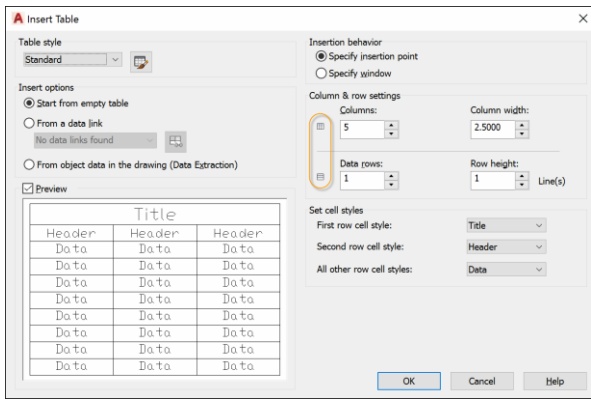 A Insert Table
Table style
Standard
Insert options
Start from empty table
From a data link
No data links found
From object data in the drawing (Data Extraction)
Preview
Title
Header Header Header
Data Data Data
Data Data Data
Data Data Data
Data Data Data
Data Data Data
Data Data Data
Data Data Data
Data Data Data
Insertion behavior
Specify insertion point
Specify window
Column & row settings
Columns: Column width:
5 2.5000
Data rows: Row height:
1 1 Line(s)
Set cell styles
First row cell style: Title
Second row cell style: Header
All other row cell styles: Data
OK Cancel Help